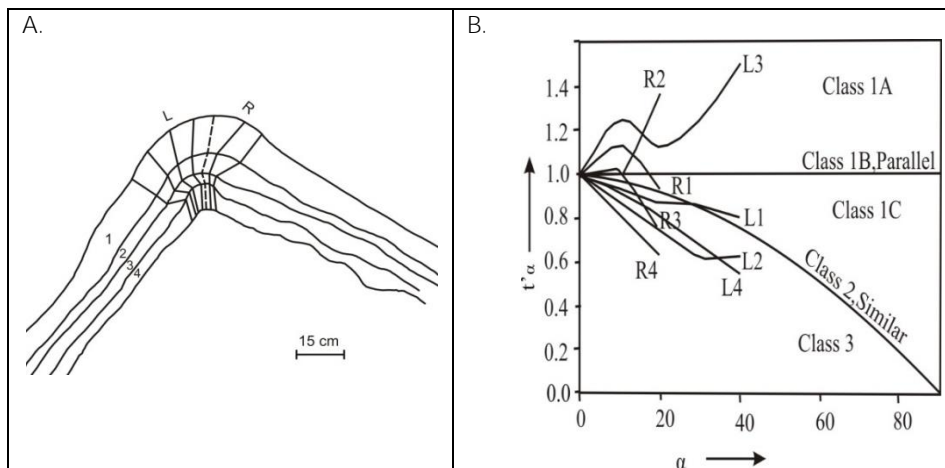 A.
L
R
1
2
3
4
15 cm
B.
1.4
1.2
1.0
0.8
0.6
0.4
0.2
0.0
t'α
R2
L3
Class 1A
Class 1B,Parallel
R1
Class 1C
L1
R3
R4
L2
L4
Class 2,Similar
Class 3
0
20
40
60
80
α